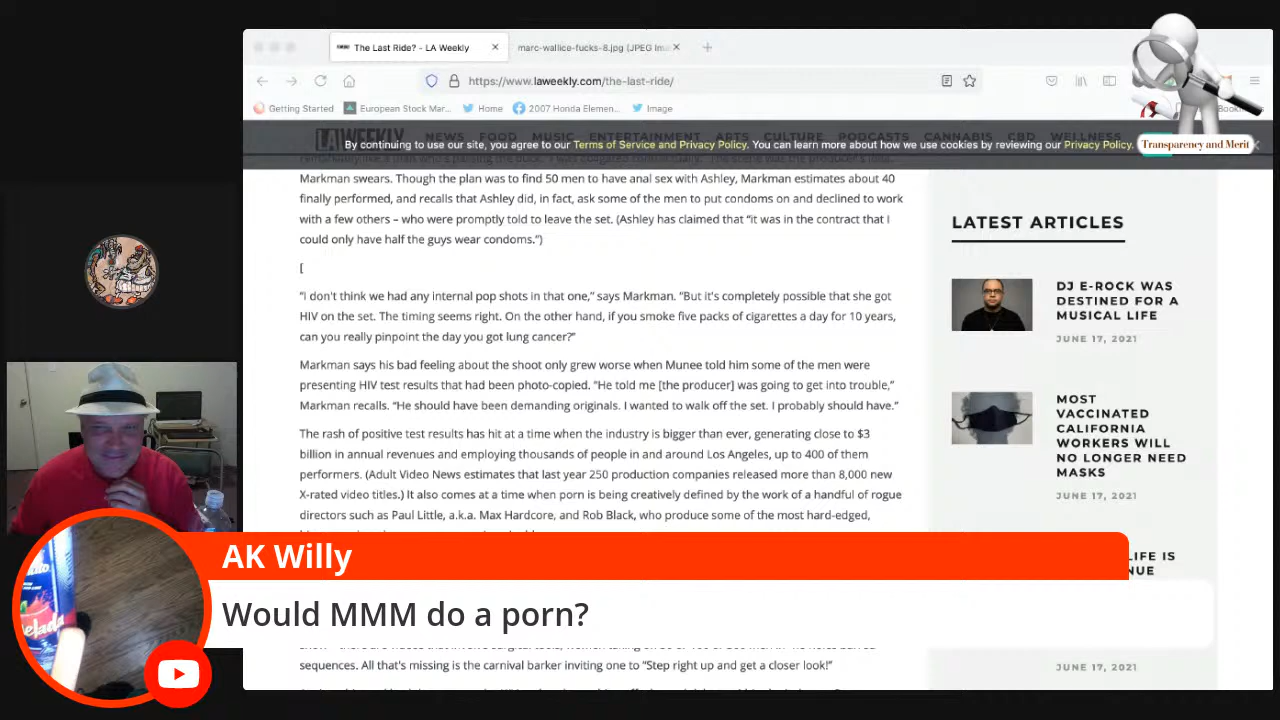 The Last Ride? - LA Weekly
marc-wallice-fucks-8.jpg (JPEG Ima
https://www.laweekly.com/the-last-ride/
Getting Started
European Stock Mar...
Home
2007 Honda Elemen...
Image
LA WEEKLY NEWS FOOD MUSIC ENTERTAINMENT ARTS CULTURE PODCASTS CANNABIS CBD WELLNESS
By continuing to use our site, you agree to our Terms of Service and Privacy Policy. You can learn more about how we use cookies by reviewing our Privacy Policy.
Transparency and Merit
Markman swears. Though the plan was to find 50 men to have anal sex with Ashley, Markman estimates about 40
finally performed, and recalls that Ashley did, in fact, ask some of the men to put condoms on and declined to work
with a few others – who were promptly told to leave the set. (Ashley has claimed that “it was in the contract that I
could only have half the guys wear condoms.”)
[
“I don't think we had any internal pop shots in that one,” says Markman. “But it's completely possible that she got
HIV on the set. The timing seems right. On the other hand, if you smoke five packs of cigarettes a day for 10 years,
can you really pinpoint the day you got lung cancer?”
Markman says his bad feeling about the shoot only grew worse when Munee told him some of the men were
presenting HIV test results that had been photo-copied. “He told me [the producer] was going to get into trouble,”
Markman recalls. “He should have been demanding originals. I wanted to walk off the set. I probably should have.”
The rash of positive test results has hit at a time when the industry is bigger than ever, generating close to $3
billion in annual revenues and employing thousands of people in and around Los Angeles, up to 400 of them
performers. (Adult Video News estimates that last year 250 production companies released more than 8,000 new
X-rated video titles.) It also comes at a time when porn is being creatively defined by the work of a handful of rogue
directors such as Paul Little, a.k.a. Max Hardcore, and Rob Black, who produce some of the most hard-edged,
sequences. All that's missing is the carnival barker inviting one to “Step right up and get a closer look!”
LATEST ARTICLES
DJ E-ROCK WAS
DESTINED FOR A
MUSICAL LIFE
JUNE 17, 2021
MOST
VACCINATED
CALIFORNIA
WORKERS WILL
NO LONGER NEED
MASKS
JUNE 17, 2021
LIFE IS
NUE
JUNE 17, 2021
AK Willy
Would MMM do a porn?
elada